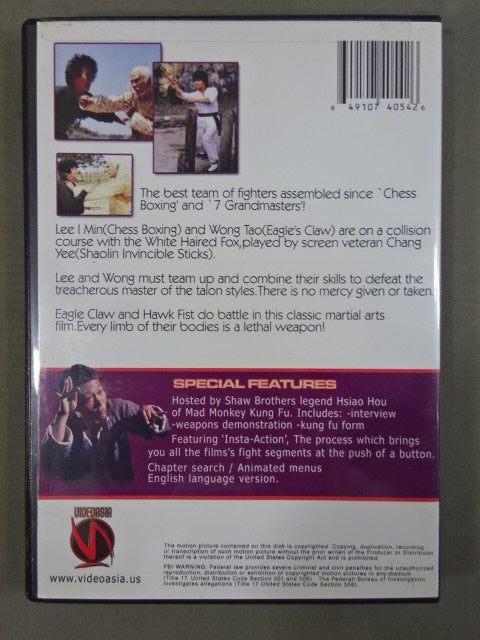 6 49107 40542 6
The best team of fighters assembled since `Chess
Boxing' and `7 Grandmasters'!
Lee I Min(Chess Boxing) and Wong Tao(Eagle's Claw) are on a collision
course with the White Haired Fox,played by screen veteran Chang
Yee(Shaolin Invincible Sticks).
Lee and Wong must team up and combine their skills to defeat the
treacherous master of the talon styles.There is no mercy given or taken.
Eagle Claw and Hawk Fist do battle in this classic martial arts
film.Every limb of their bodies is a lethal weapon!
SPECIAL FEATURES
Hosted by Shaw Brothers legend Hsiao Hou
of Mad Monkey Kung Fu. Includes: -interview
-weapons demonstration -kung fu form
Featuring 'Insta-Action', The process which brings
you all the films's fight segments at the push of a button.
Chapter search / Animated menus
English language version.
VIDEOASIA
www.videoasia.us
The motion picture contained on this disk is copyrighted. Copying, duplication, recording
or transcription of such motion picture without the prior writen of the Producer or Distributor
thereof is a violation of the United States Copyright Act and is prohibited.
FBI WARNING: Federal law provides severe criminal and civil penalties for the unauthorized
reproduction, distribution or exhibition of copyrighted motion pictures in any medium
(Title 17 United States Code Section 501 and 506). The Federall Bureau of Investigation
investigates allegations (Title 17 United States Code Section 506).